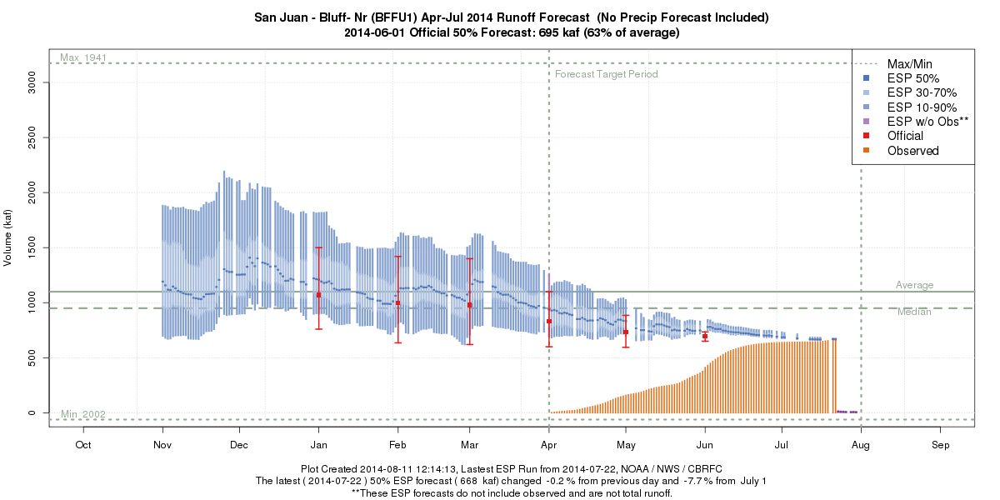 San Juan - Bluff- Nr (BFFU1) Apr-Jul 2014 Runoff Forecast (No Precip Forecast Included)
2014-06-01 Official 50% Forecast: 695 kaf (63% of average)
Max 1941
Forecast Target Period
Max/Min
ESP 50%
ESP 30-70%
ESP 10-90%
ESP w/o Obs**
Official
Observed
3000
2500
2000
1500
1000
500
0
Volume (kaf)
Average
Median
Min 2002
Oct Nov Dec Jan Feb Mar Apr May Jun Jul Aug Sep
Plot Created 2014-08-11 12:14:13, Lastest ESP Run from 2014-07-22, NOAA / NWS / CBRFC
The latest ( 2014-07-22 ) 50% ESP forecast ( 668 kaf) changed -0.2 % from previous day and -7.7 % from July 1
**These ESP forecasts do not include observed and are not total runoff.